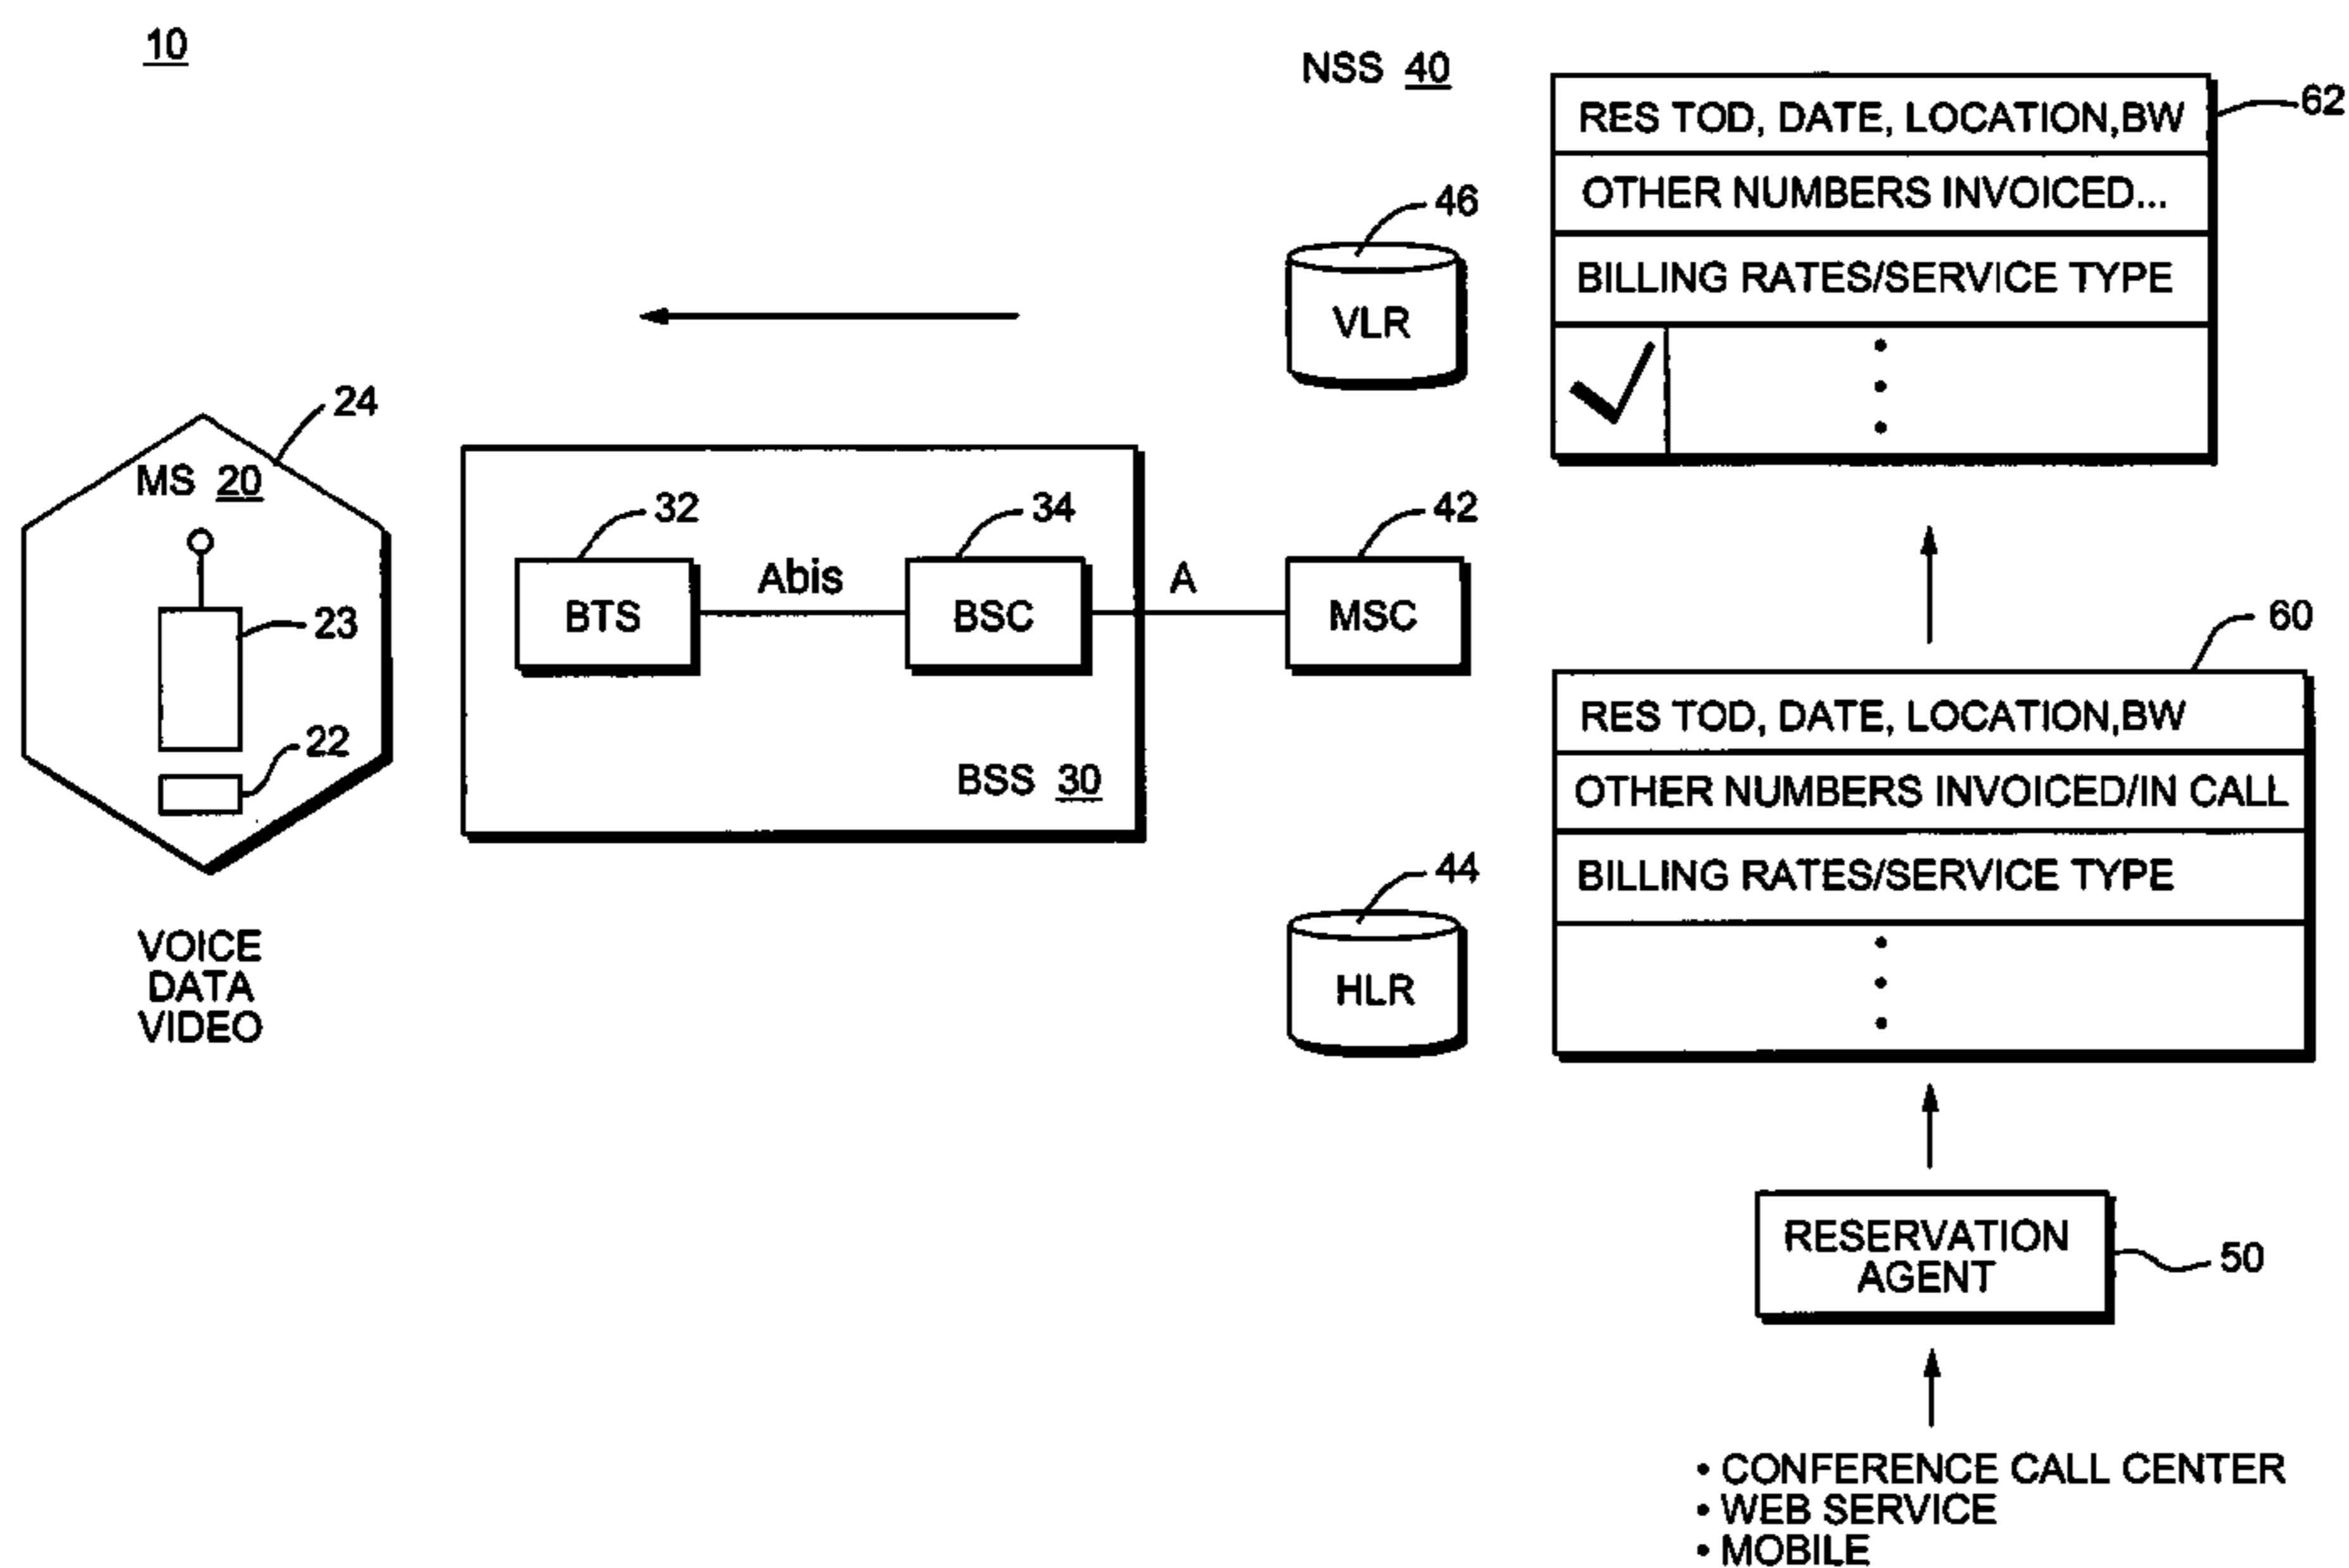 10
NSS 40
RES TOD, DATE, LOCATION,BW
62
OTHER NUMBERS INVOICED...
BILLING RATES/SERVICE TYPE
46
VLR
24
MS 20
23
22
VOICE
DATA
VIDEO
32
BTS
Abis
34
BSC
A
BSS 30
42
MSC
44
HLR
60
RES TOD, DATE, LOCATION,BW
OTHER NUMBERS INVOICED/IN CALL
BILLING RATES/SERVICE TYPE
RESERVATION
AGENT
50
• CONFERENCE CALL CENTER
• WEB SERVICE
• MOBILE